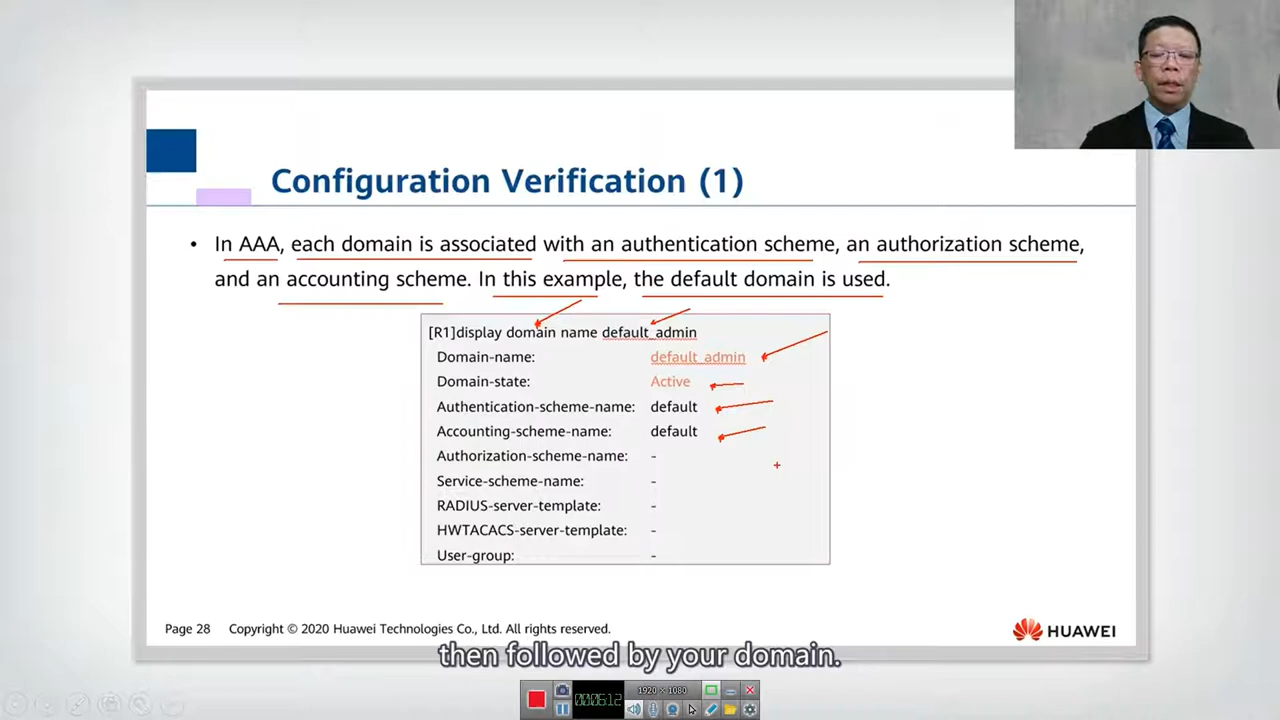 Configuration Verification (1)
• In AAA, each domain is associated with an authentication scheme, an authorization scheme,
and an accounting scheme. In this example, the default domain is used.
[R1]display domain name default_admin
Domain-name: default_admin
Domain-state: Active
Authentication-scheme-name: default
Accounting-scheme-name: default
Authorization-scheme-name: -
Service-scheme-name: -
RADIUS-server-template: -
HWTACACS-server-template: -
User-group: -
Page 28 Copyright © 2020 Huawei Technologies Co., Ltd. All rights reserved.
HUAWEI
then followed by your domain.
1920 × 1080
00:06:12